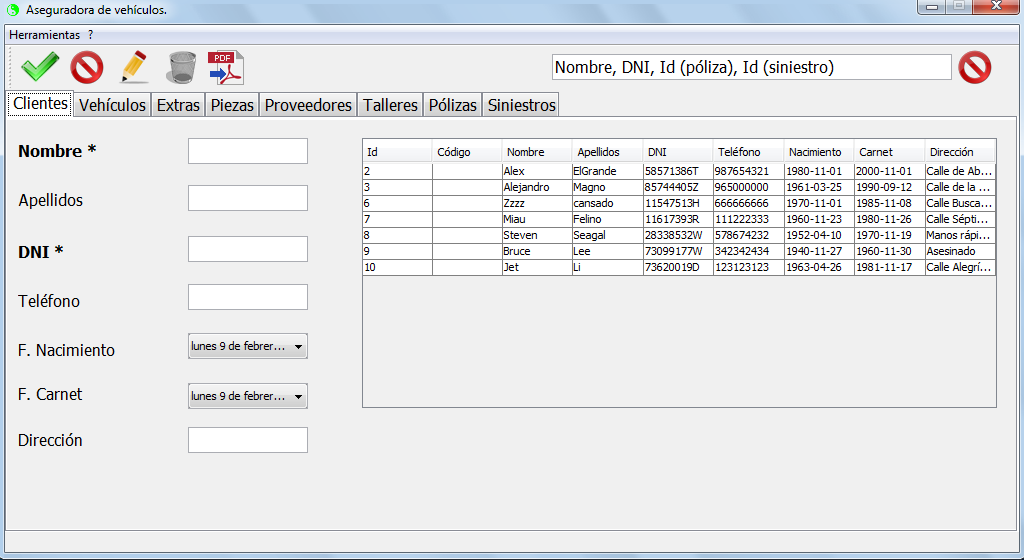 Aseguradora de vehículos.
Herramientas ?
PDF
Nombre, DNI, Id (póliza), Id (siniestro)
Clientes Vehículos Extras Piezas Proveedores Talleres Pólizas Siniestros
Nombre *
Apellidos
DNI *
Teléfono
F. Nacimiento lunes 9 de febrer...
F. Carnet lunes 9 de febrer...
Dirección
Id Código Nombre Apellidos DNI Teléfono Nacimiento Carnet Dirección
2 Alex ElGrande 58571386T 987654321 1980-11-01 2000-11-01 Calle de Ab...
3 Alejandro Magno 85744405Z 965000000 1961-03-25 1990-09-12 Calle de la ...
6 Zzzz cansado 11547513H 666666666 1970-11-01 1985-11-08 Calle Busca...
7 Miau Felino 11617393R 111222333 1960-11-23 1980-11-26 Calle Sépti...
8 Steven Seagal 28338532W 578674232 1952-04-10 1970-11-19 Manos rápi...
9 Bruce Lee 73099177W 342342434 1940-11-27 1960-11-30 Asesinado
10 Jet Li 73620019D 123123123 1963-04-26 1981-11-17 Calle Alegrí...